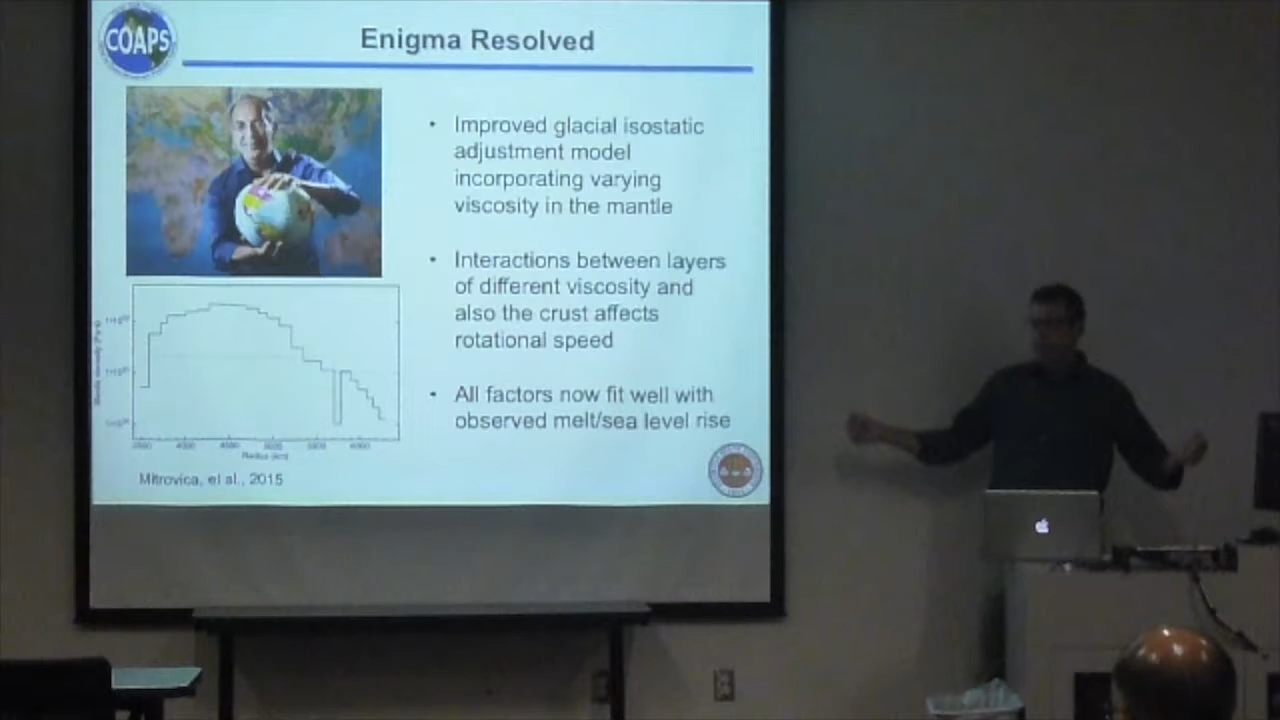 COAPS
Enigma Resolved
• Improved glacial isostatic
adjustment model
incorporating varying
viscosity in the mantle
• Interactions between layers
of different viscosity and
also the crust affects
rotational speed
• All factors now fit well with
observed melt/sea level rise
Radius (km)
Mitrovica, et al., 2015